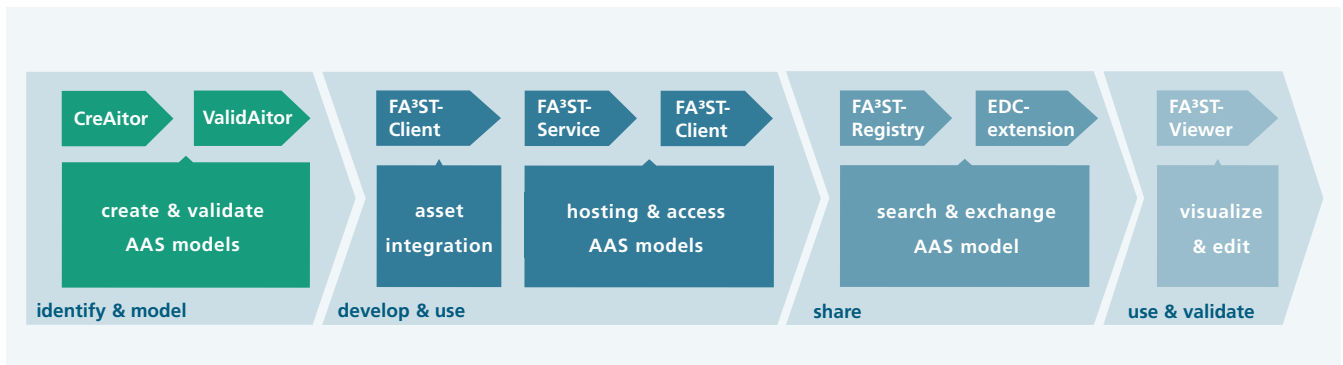 CreAitor
ValidAitor
create & validate
AAS models
identify & model
FA³ST-
Client
FA³ST-
Service
FA³ST-
Client
asset
integration
hosting & access
AAS models
develop & use
FA³ST-
Registry
EDC-
extension
search & exchange
AAS model
share
FA³ST-
Viewer
visualize
& edit
use & validate